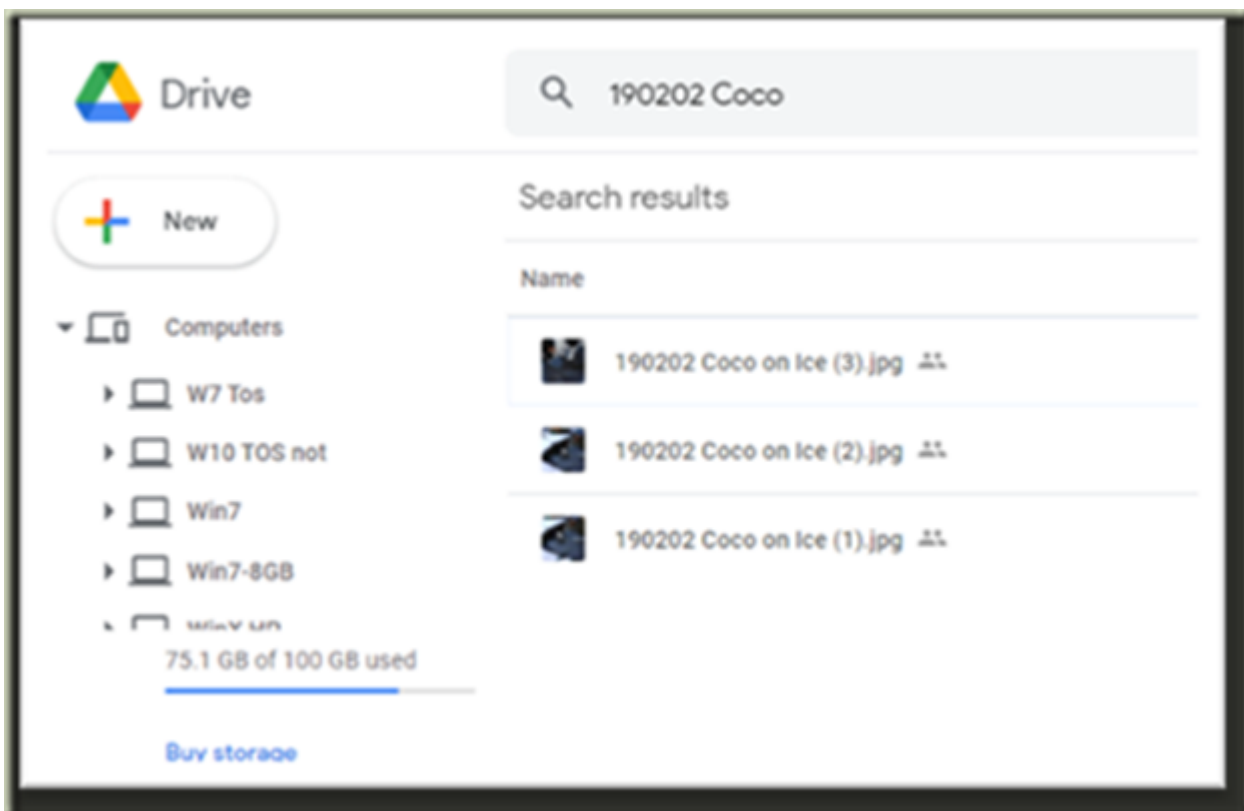 Drive
190202 Coco
New
Search results
Name
Computers
W7 Tos
W10 TOS not
Win7
Win7-8GB
WinX HP
75.1 GB of 100 GB used
Buy storage
190202 Coco on Ice (3).jpg
190202 Coco on Ice (2).jpg
190202 Coco on Ice (1).jpg